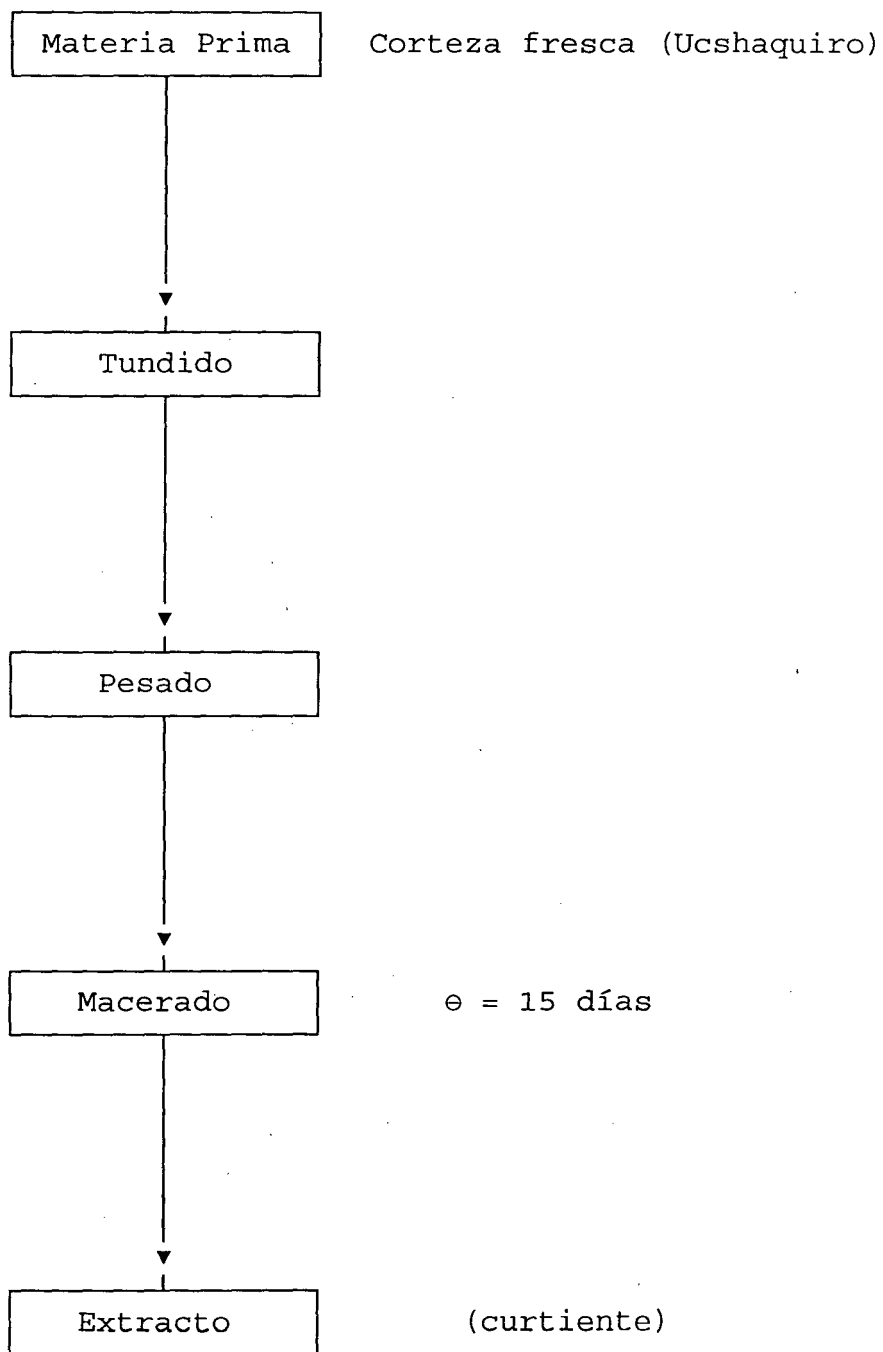 Materia Prima Corteza fresca (Ucshaquiro)
Tundido
Pesado
Macerado θ = 15 días
Extracto (curtiente)